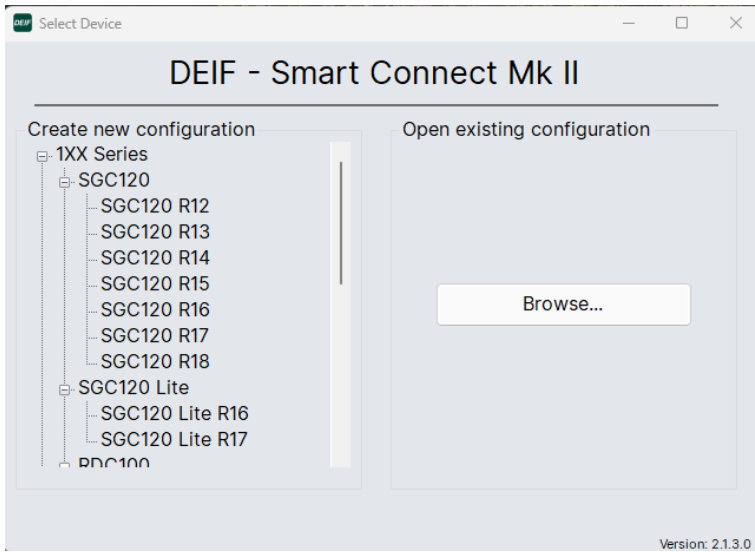 DEIF Select Device
DEIF - Smart Connect Mk II
Create new configuration
1XX Series
SGC120
SGC120 R12
SGC120 R13
SGC120 R14
SGC120 R15
SGC120 R16
SGC120 R17
SGC120 R18
SGC120 Lite
SGC120 Lite R16
SGC120 Lite R17
RDC100
Open existing configuration
Browse...
Version: 2.1.3.0